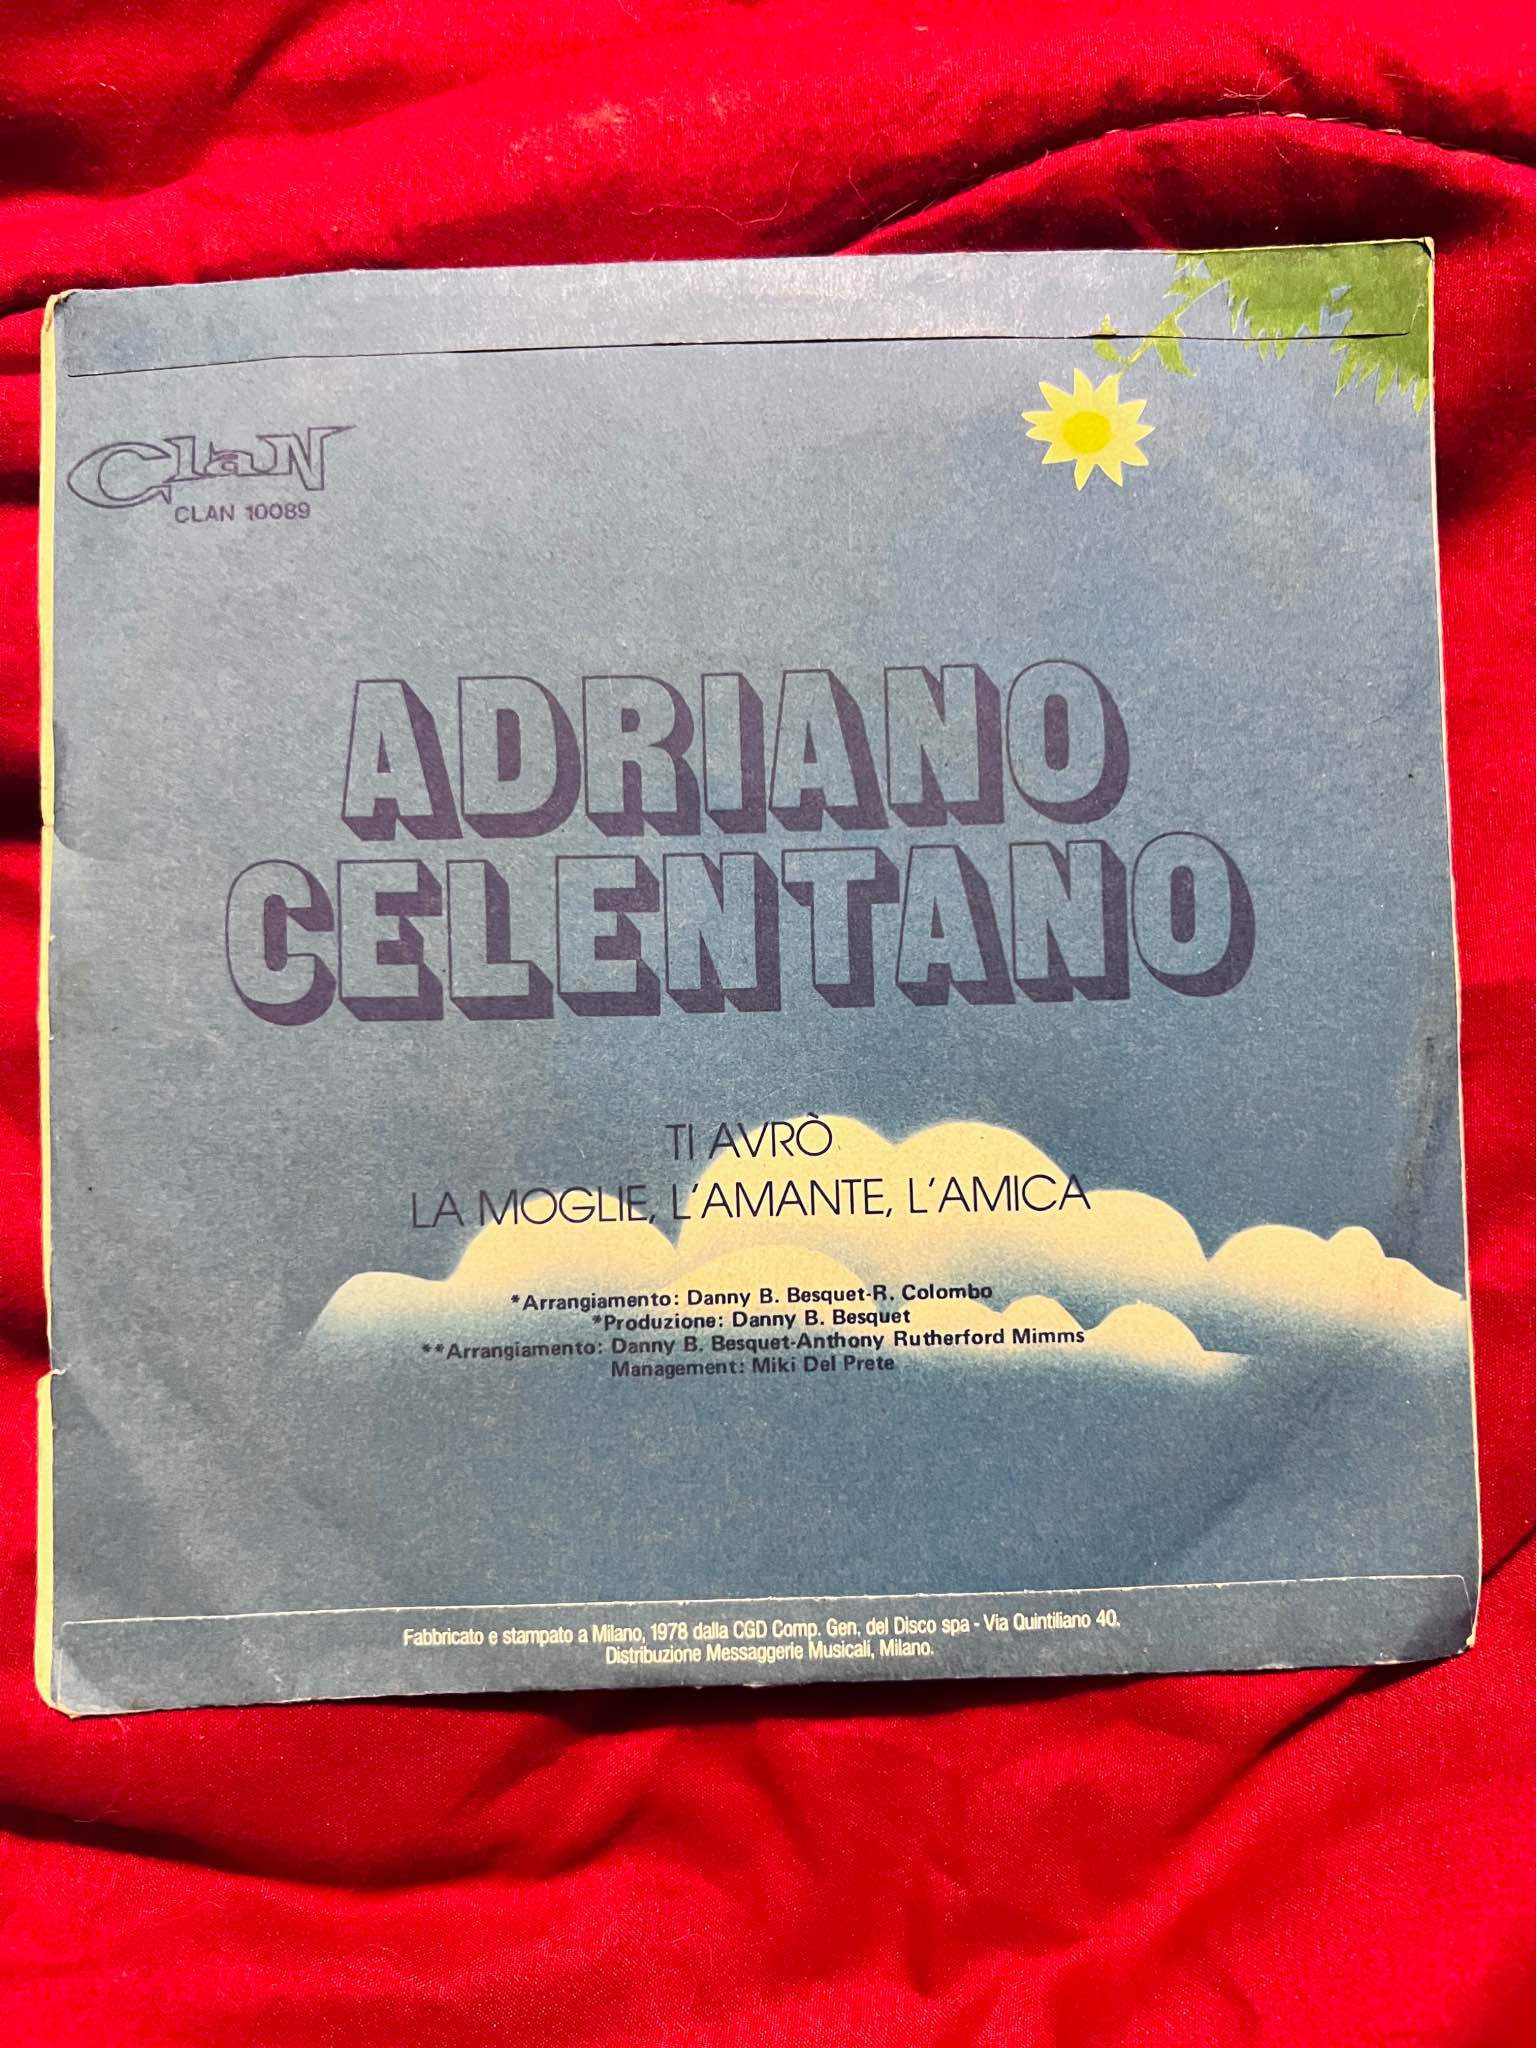 ClaN
CLAN 10089
ADRIANO
CELENTANO
TI AVRÒ
LA MOGLIE, L'AMANTE, L'AMICA
*Arrangiamento: Danny B. Besquet-R. Colombo
*Produzione: Danny B. Besquet
**Arrangiamento: Danny B. Besquet-Anthony Rutherford Mimms
Management: Miki Del Prete
Fabbricato e stampato a Milano, 1978 dalla CGD Comp. Gen. del Disco spa - Via Quintiliano 40.
Distribuzione Messaggerie Musicali, Milano.